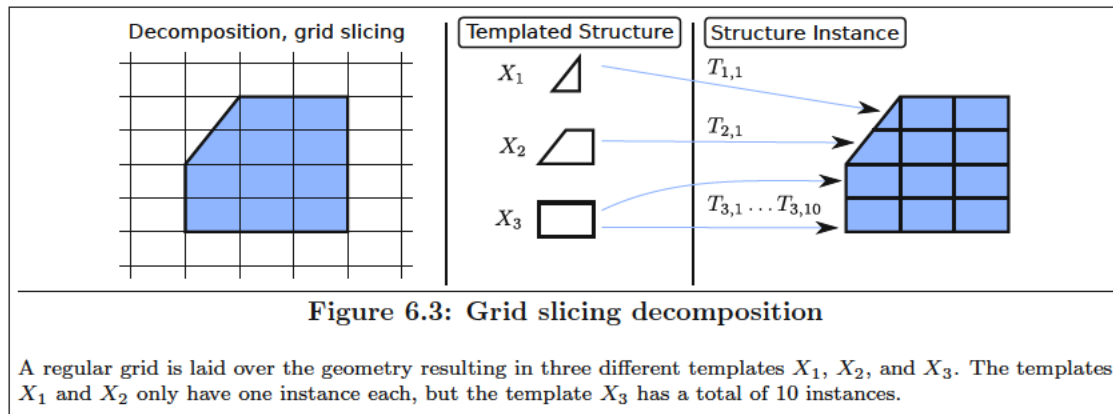 Decomposition, grid slicing
Templated Structure
Structure Instance
X₁
T₁,₁
X₂
T₂,₁
X₃
T₃,₁ … T₃,₁₀
Figure 6.3: Grid slicing decomposition
A regular grid is laid over the geometry resulting in three different templates X₁, X₂, and X₃. The templates
X₁ and X₂ only have one instance each, but the template X₃ has a total of 10 instances.